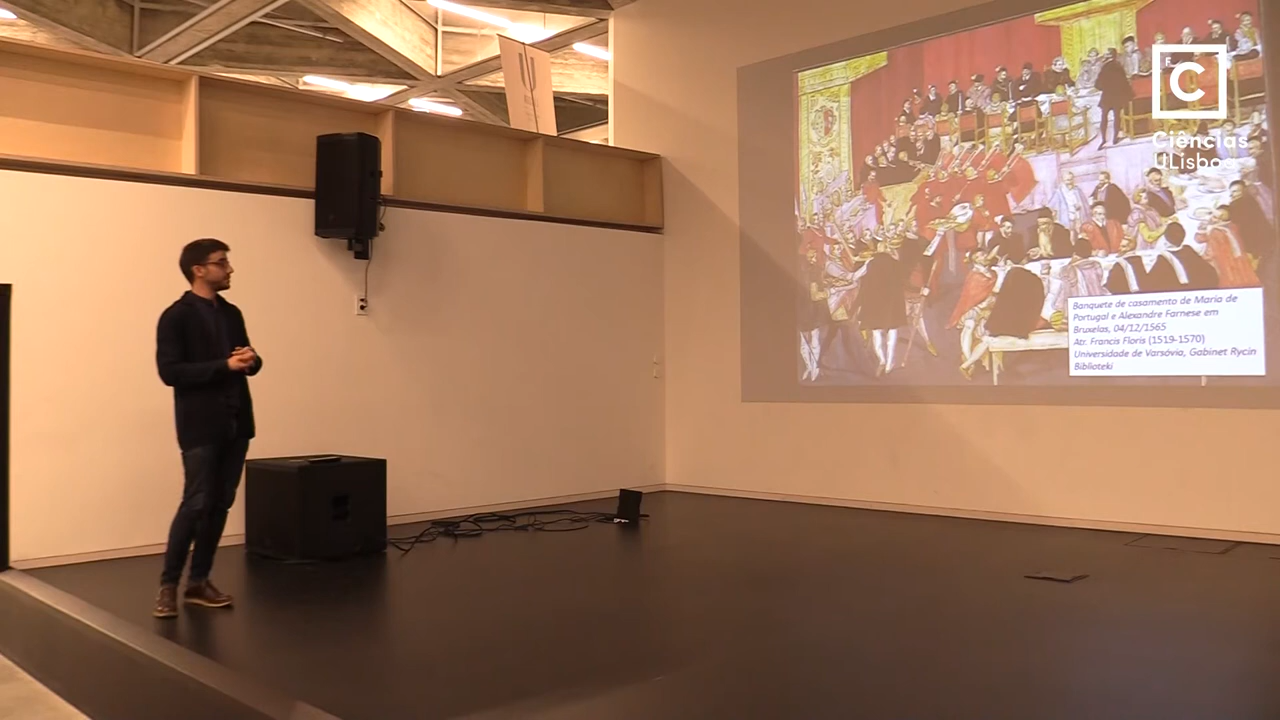 F
C
Ciências
ULisboa
Banquete de casamento de Maria de
Portugal e Alexandre Farnese em
Bruxelas, 04/12/1565
Atr. Francis Floris (1519-1570)
Universidade de Varsóvia, Gabinet Rycin
Biblioteki